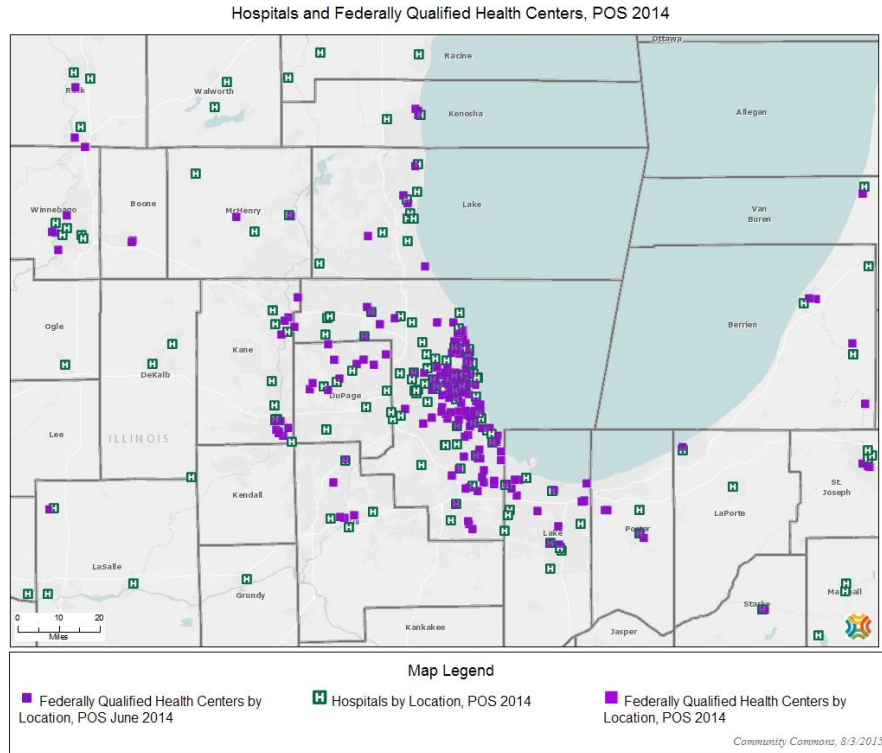 Hospitals and Federally Qualified Health Centers, POS 2014
Ottawa
Racine
Rock
Walworth
Kenosha
Allegan
Boone
McHenry
Lake
Winnebago
Van
Buren
Ogle
Kane
Berrien
DeKalb
DuPage
Lee
ILLINOIS
Kendall
St.
Joseph
LaPorte
Will
Lake
Porter
LaSalle
Grundy
Starke
Marshall
Kankakee
Jasper
0 10 20
Miles
Map Legend
Federally Qualified Health Centers by
Location, POS June 2014
H Hospitals by Location, POS 2014
Federally Qualified Health Centers by
Location, POS 2014
Community Commons, 8/3/2015